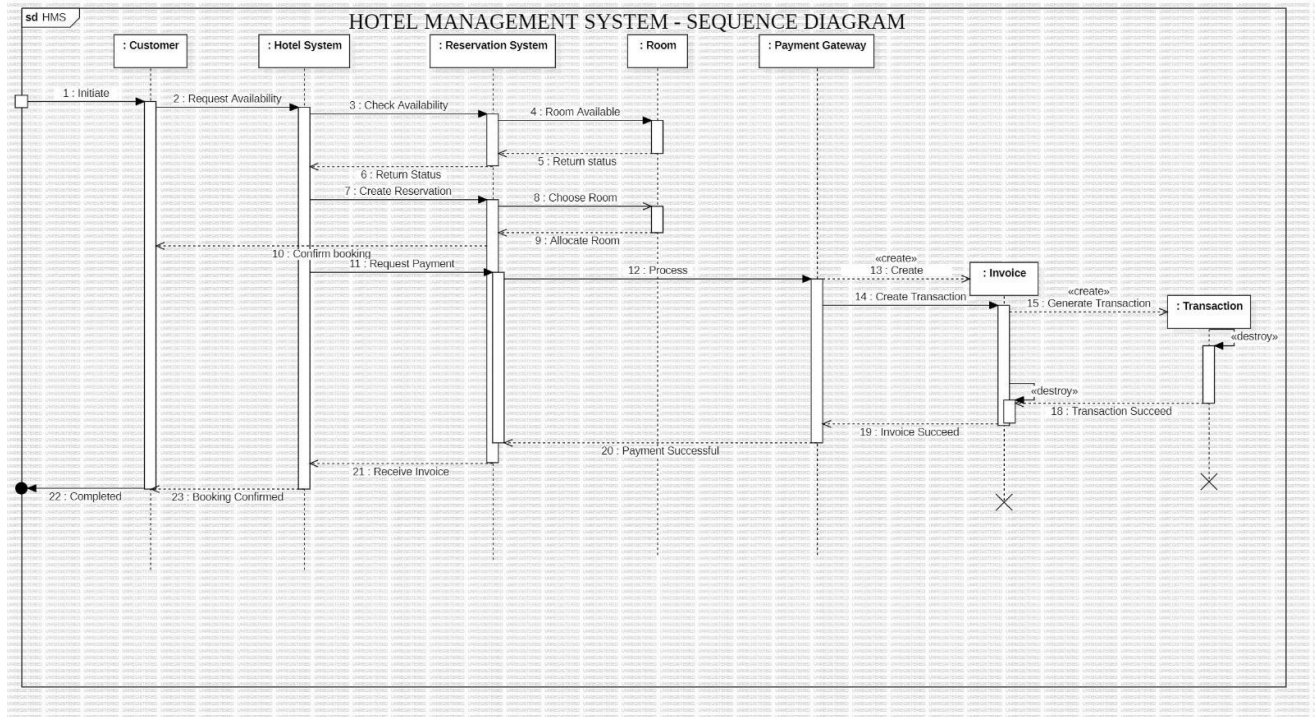 sd HMS
HOTEL MANAGEMENT SYSTEM - SEQUENCE DIAGRAM
: Customer
: Hotel System
: Reservation System
: Room
: Payment Gateway
1 : Initiate
2 : Request Availability
3 : Check Availability
4 : Room Available
5 : Return status
6 : Return Status
7 : Create Reservation
8 : Choose Room
9 : Allocate Room
10 : Confirm booking
11 : Request Payment
12 : Process
«create»
13 : Create
: Invoice
14 : Create Transaction
«create»
15 : Generate Transaction
: Transaction
«destroy»
«destroy»
18 : Transaction Succeed
19 : Invoice Succeed
20 : Payment Successful
21 : Receive Invoice
22 : Completed
23 : Booking Confirmed